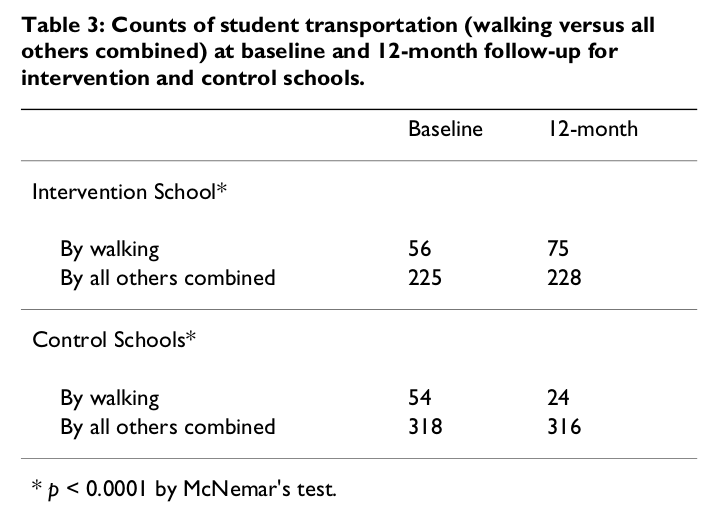 Table 3: Counts of student transportation (walking versus all
others combined) at baseline and 12-month follow-up for
intervention and control schools.
Baseline 12-month
Intervention School*
By walking 56 75
By all others combined 225 228
Control Schools*
By walking 54 24
By all others combined 318 316
* p < 0.0001 by McNemar's test.